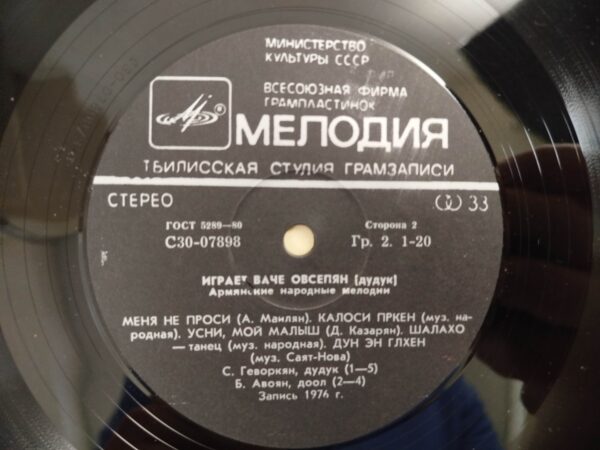 МИНИСТЕРСТВО
КУЛЬТУРЫ СССР
ВСЕСОЮЗНАЯ ФИРМА
ГРАМПЛАСТИНОК
МЕЛОДИЯ
ТБИЛИССКАЯ СТУДИЯ ГРАМЗАПИСИ
СТЕРЕО
33
ГОСТ 5289—80
Сторона 2
С30-07898
Гр. 2. 1-20
ИГРАЕТ ВАЧЕ ОВСЕПЯН (дудук)
Армянские народные мелодии
МЕНЯ НЕ ПРОСИ (А. Маилян). КАЛОСИ ПРКЕН (муз. на-
родная). УСНИ, МОЙ МАЛЫШ (Д. Казарян). ШАЛАХО
— танец (муз. народная). ДУН ЭН ГЛХЕН
(муз. Саят-Нова)
С. Геворкян, дудук (1—5)
Б. Авоян, доол (2—4)
Запись 1976 г.